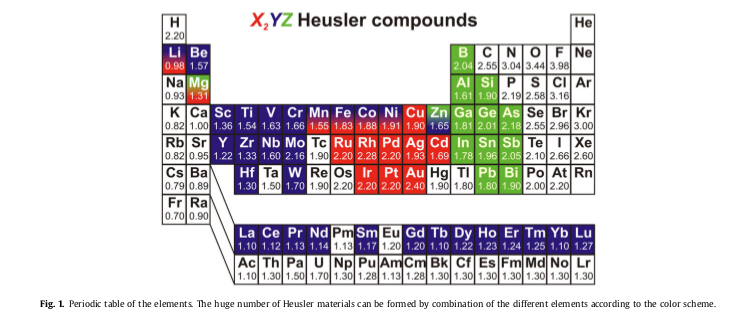 X2YZ Heusler compounds
H He
2.20
Li Be B C N O F Ne
0.98 1.57 2.04 2.55 3.04 3.44 3.98
Na Mg Al Si P S Cl Ar
0.93 1.31 1.61 1.90 2.19 2.58 3.16
K Ca Sc Ti V Cr Mn Fe Co Ni Cu Zn Ga Ge As Se Br Kr
0.82 1.00 1.36 1.54 1.63 1.66 1.55 1.83 1.88 1.91 1.90 1.65 1.81 2.01 2.18 2.55 2.96 3.00
Rb Sr Y Zr Nb Mo Tc Ru Rh Pd Ag Cd In Sn Sb Te I Xe
0.82 0.95 1.22 1.33 1.60 2.16 1.90 2.20 2.28 2.20 1.93 1.69 1.78 1.96 2.05 2.10 2.66 2.60
Cs Ba Hf Ta W Re Os Ir Pt Au Hg Tl Pb Bi Po At Rn
0.79 0.89 1.30 1.50 1.70 1.90 2.20 2.20 2.20 2.40 1.90 1.80 1.80 1.90 2.00 2.20
Fr Ra
0.70 0.90
La Ce Pr Nd Pm Sm Eu Gd Tb Dy Ho Er Tm Yb Lu
1.10 1.12 1.13 1.14 1.13 1.17 1.20 1.20 1.10 1.22 1.23 1.24 1.25 1.10 1.27
Ac Th Pa U Np Pu Am Cm Bk Cf Es Fm Md No Lr
1.10 1.30 1.50 1.70 1.30 1.28 1.13 1.28 1.30 1.30 1.30 1.30 1.30 1.30 1.30
Fig. 1. Periodic table of the elements. The huge number of Heusler materials can be formed by combination of the different elements according to the color scheme.